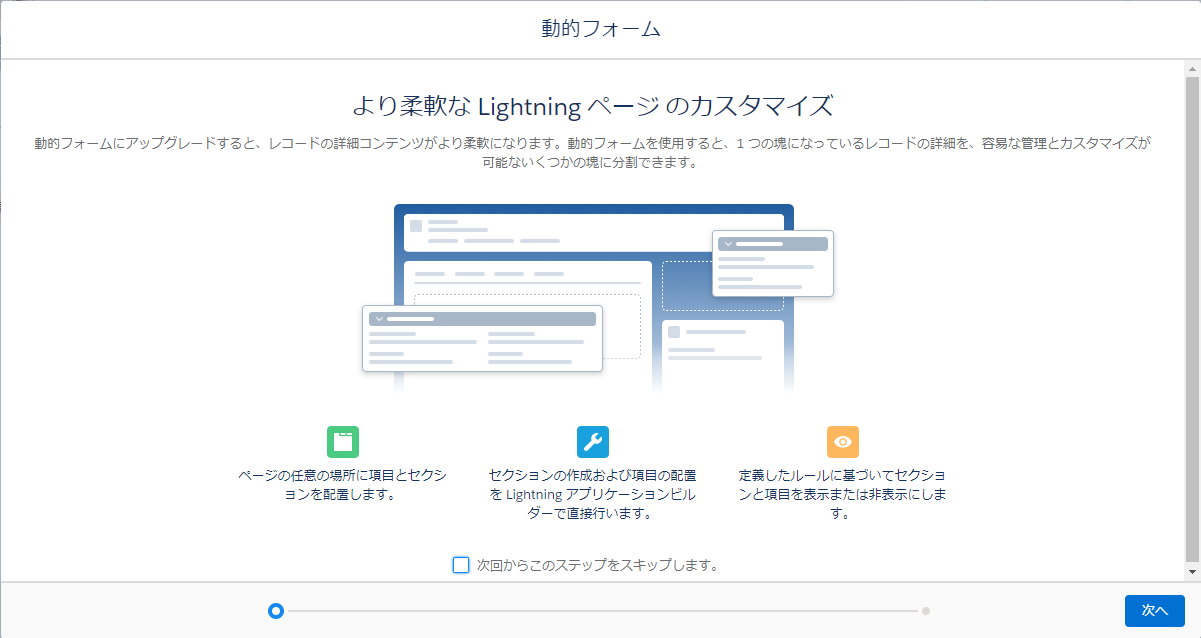 動的フォーム
より柔軟な Lightning ページ のカスタマイズ
動的フォームにアップグレードすると、レコードの詳細コンテンツがより柔軟になります。動的フォームを使用すると、1 つの塊になっているレコードの詳細を、容易な管理とカスタマイズが
可能ないくつかの塊に分割できます。
ページの任意の場所に項目とセクシ
ョンを配置します。
セクションの作成および項目の配置
を Lightning アプリケーションビル
ダーで直接行います。
定義したルールに基づいてセクショ
ンと項目を表示または非表示にしま
す。
次回からこのステップをスキップします。
次へ